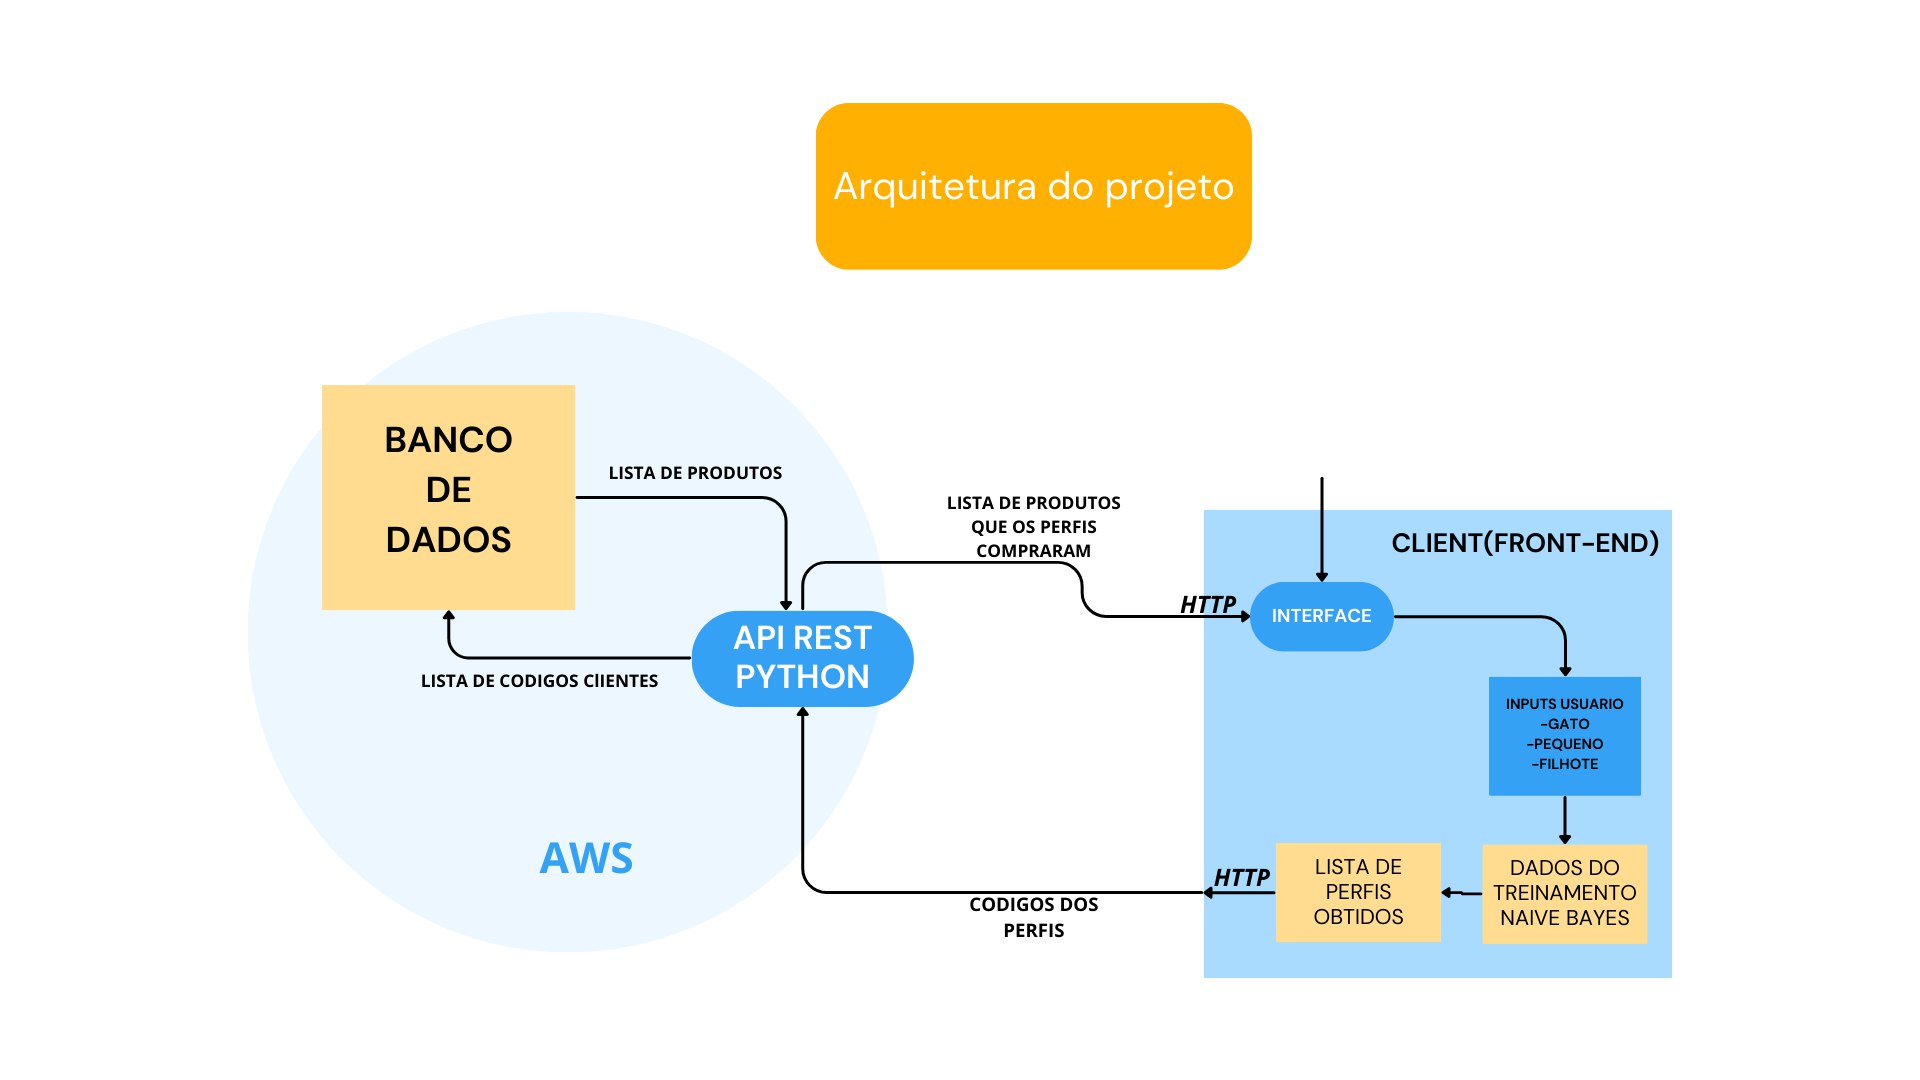 Arquitetura do projeto
BANCO
DE
DADOS
LISTA DE PRODUTOS
LISTA DE CODIGOS ClIENTES
API REST
PYTHON
AWS
LISTA DE PRODUTOS
QUE OS PERFIS
COMPRARAM
HTTP
CLIENT(FRONT-END)
INTERFACE
INPUTS USUARIO
-GATO
-PEQUENO
-FILHOTE
DADOS DO
TREINAMENTO
NAIVE BAYES
LISTA DE
PERFIS
OBTIDOS
HTTP
CODIGOS DOS
PERFIS